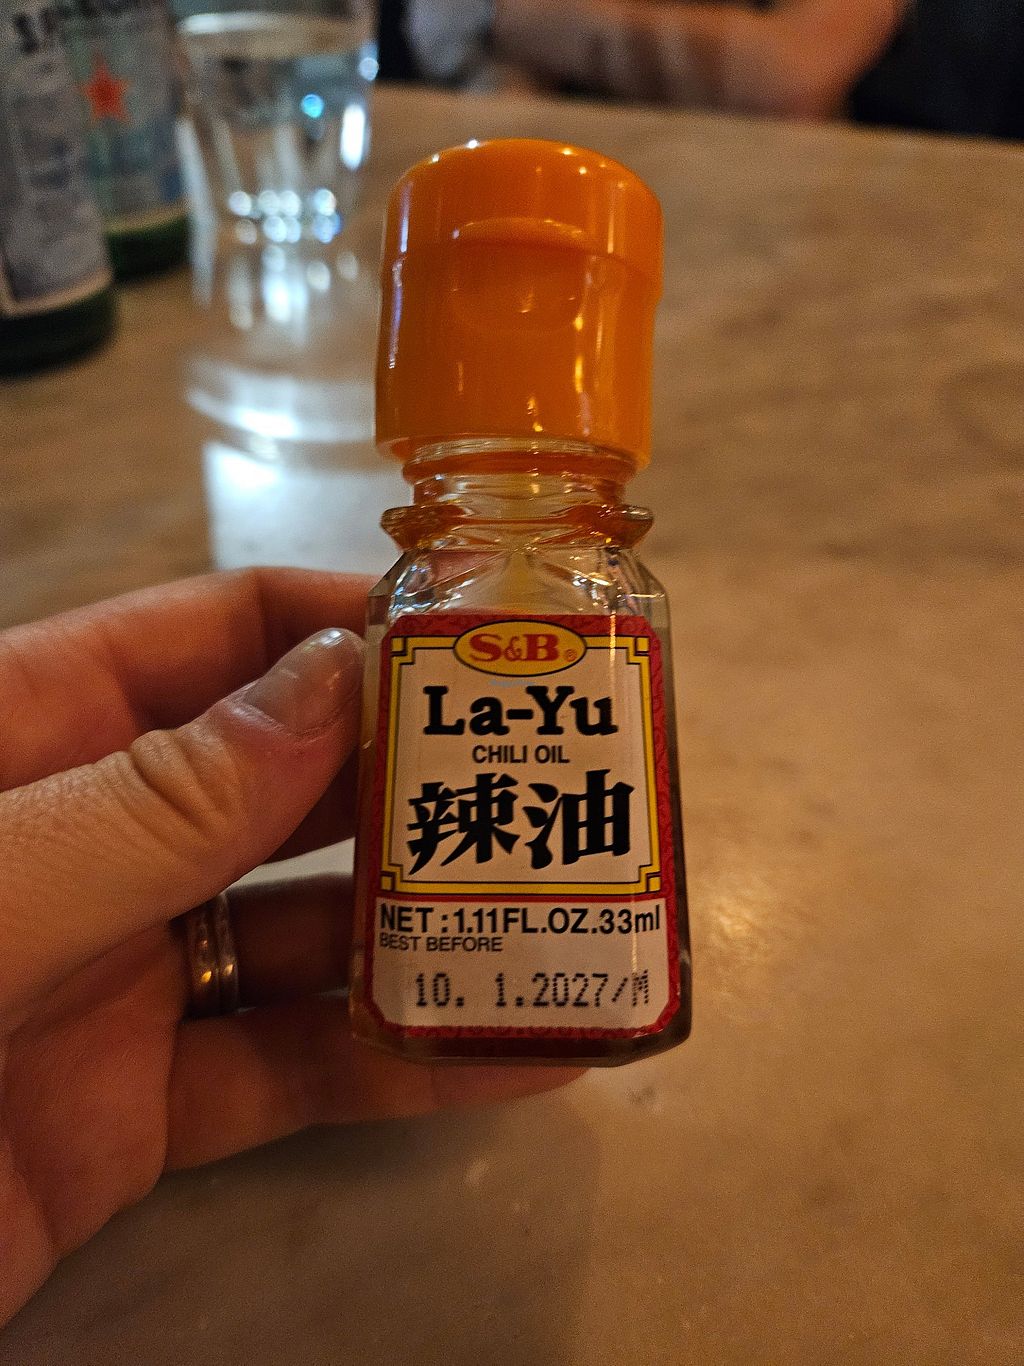 S&B®
La-Yu
CHILI OIL
辣油
NET : 1.11FL.OZ.33ml
BEST BEFORE
10. 1.2027/M